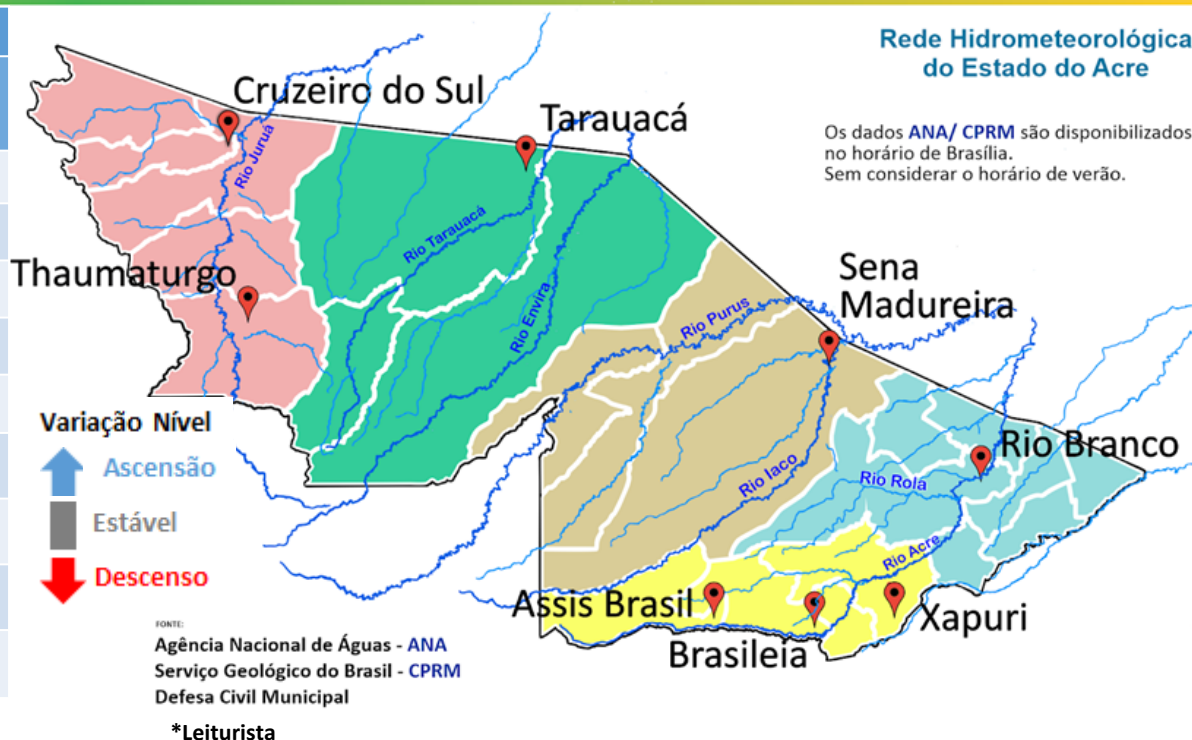 Rede Hidrometeorológica
do Estado do Acre
Os dados ANA/ CPRM são disponibilizados
no horário de Brasília.
Sem considerar o horário de verão.
Cruzeiro do Sul
Tarauacá
Rio Juruá
Rio Tarauacá
Thaumaturgo
Rio Envira
Sena
Madureira
Rio Purus
Variação Nível
Ascensão
Estável
Descenso
Rio Branco
Rio Iaco
Rio Rola
Rio Acre
Assis Brasil
Xapuri
Brasileia
FONTE:
Agência Nacional de Águas - ANA
Serviço Geológico do Brasil - CPRM
Defesa Civil Municipal
*Leiturista